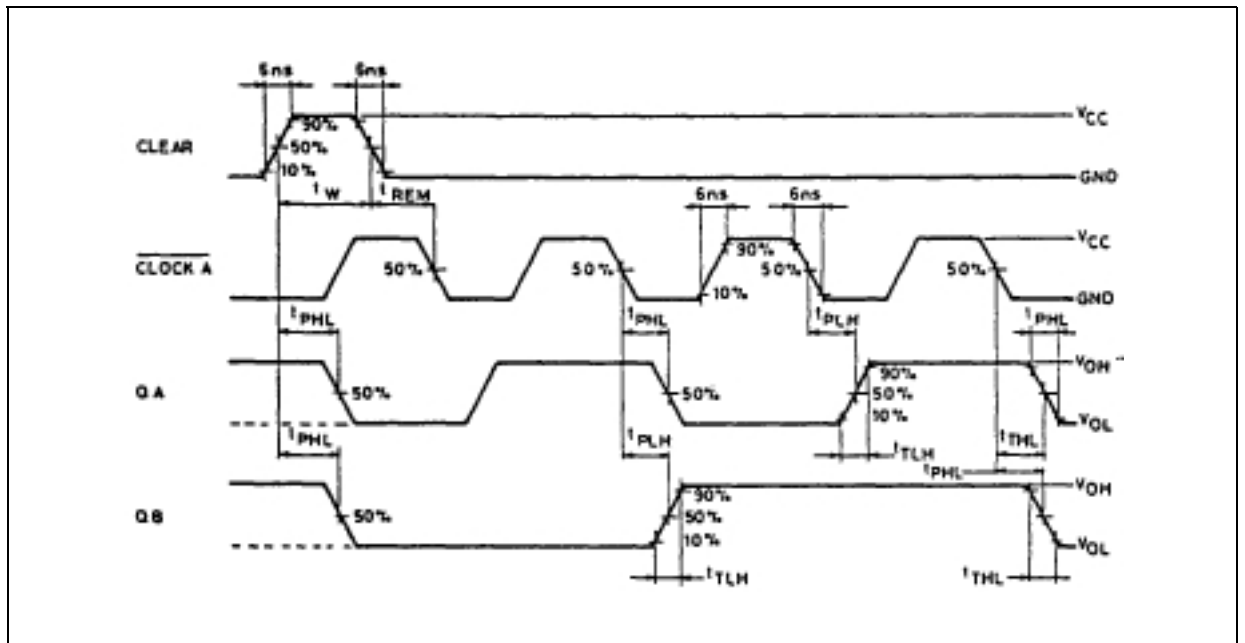 6ns 6ns
VCC
90%
CLEAR 50%
10%
GND
tW tREM
6ns 6ns
VCC
90%
CLOCK A 50% 50% 50% 50%
10%
GND
tPHL tPHL tPLH tPHL
VOH
90%
QA 50% 50% 50%
10%
VOL
tPHL tPLH tTHL
tTLH
tPHL
VOH
90%
QB 50% 50%
10%
VOL
tTLH tTHL